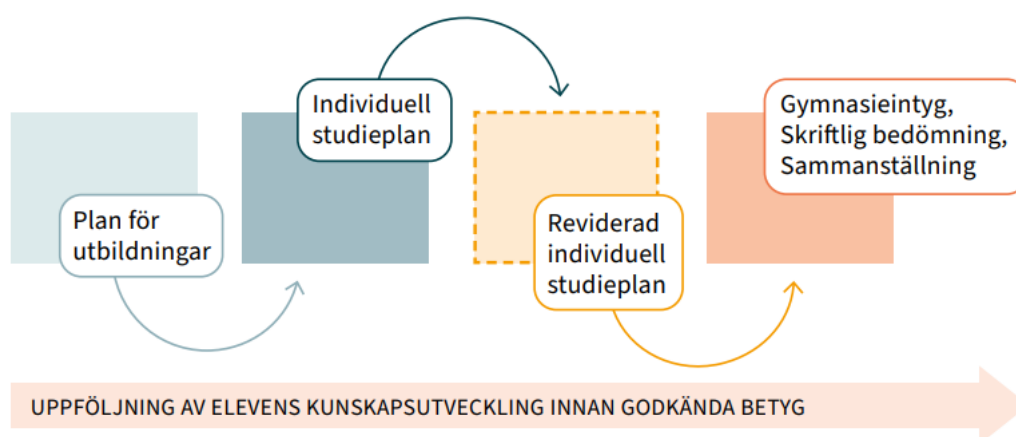 Plan för
utbildningar
Individuell
studieplan
Reviderad
individuell
studieplan
Gymnasieintyg,
Skriftlig bedömning,
Sammanställning
UPPFÖLJNING AV ELEVENS KUNSKAPSUTVECKLING INNAN GODKÄNDA BETYG